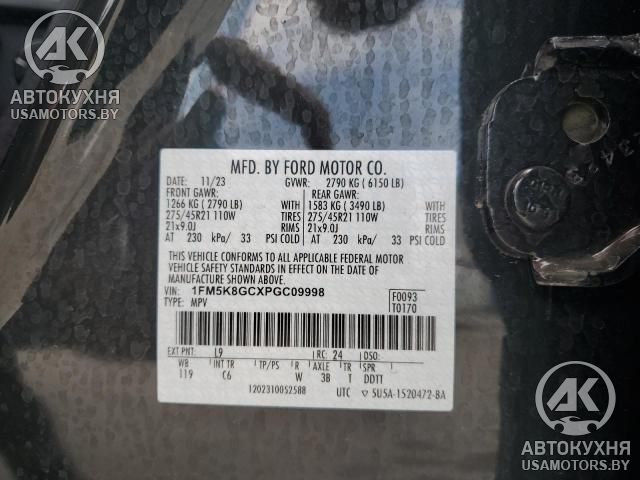 AK
АВТОКУХНЯ
USAMOTORS.BY
MFD. BY FORD MOTOR CO.
11/23 GVWR: 2790 KG ( 6150 LB)
FRONT GAWR: REAR GAWR:
1266 KG ( 2790 LB) WITH 1583 KG ( 3490 LB) WITH
275/45R21 110W TIRES 275/45R21 110W TIRES
21x9.0J RIMS 21x9.0J RIMS
AT 230 kPa/ 33 PSI COLD AT 230 kPa/ 33 PSI COLD
THIS VEHICLE CONFORMS TO ALL APPLICABLE FEDERAL MOTOR
VEHICLE SAFETY STANDARDS IN EFFECT ON THE DATE OF
MANUFACTURE SHOWN ABOVE.
VIN: 1FM5K8GCXPGC09998
TYPE: MPV
F0093
T0170
EXT PNT: L9 RC: 24 DSO:
WB INT TR TP/PS R AXLE T SPR
119 C6 W 3B T DDTT
1202310052588 UTC 5U5A-1520472-BA
AK
АВТОКУХНЯ
USAMOTORS.BY